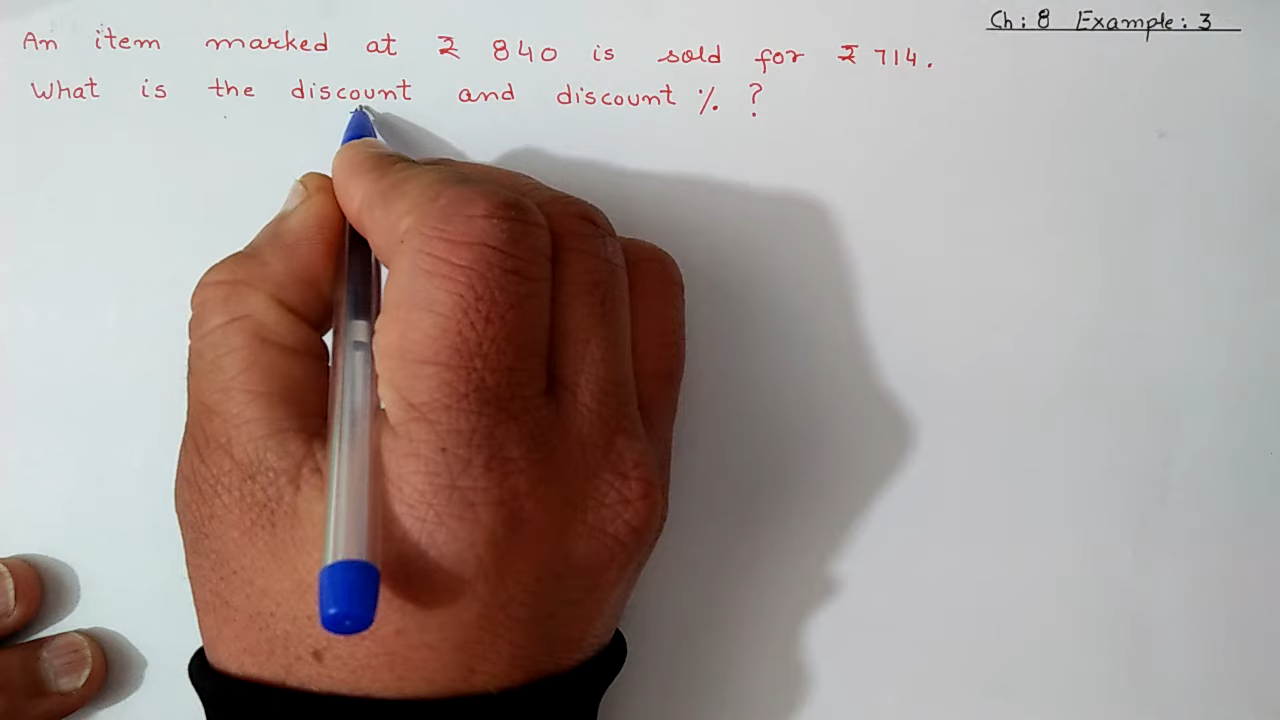 Ch: 8 Example: 3
An item marked at ₹ 840 is sold for ₹ 714.
What is the discount and discount % ?